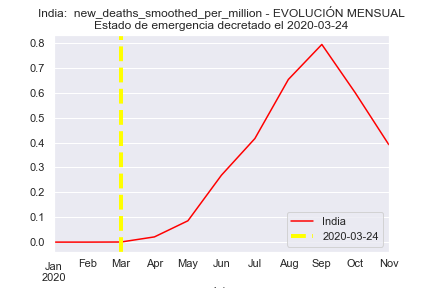 India:  new_deaths_smoothed_per_million - EVOLUCIÓN MENSUAL
Estado de emergencia decretado el 2020-03-24
0.8
0.7
0.6
0.5
0.4
0.3
0.2
0.1
0.0
India
2020-03-24
Jan Feb Mar Apr May Jun Jul Aug Sep Oct Nov
2020